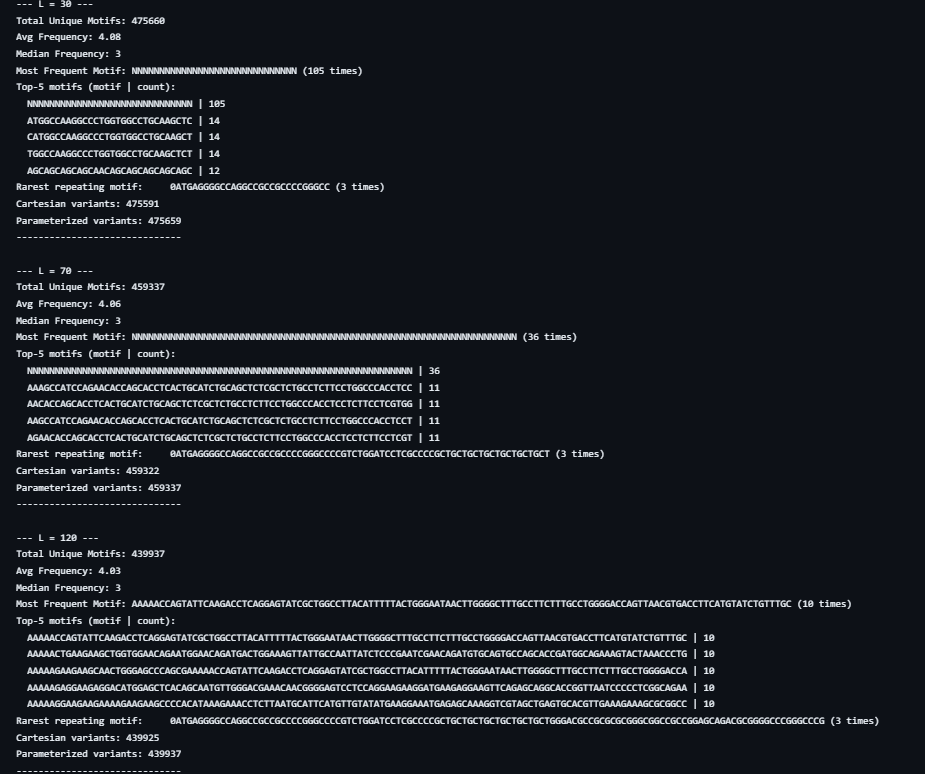 --- L = 30 ---
Total Unique Motifs: 475660
Avg Frequency: 4.08
Median Frequency: 3
Most Frequent Motif: NNNNNNNNNNNNNNNNNNNNNNNNNNNNNN (105 times)
Top-5 motifs (motif | count):
NNNNNNNNNNNNNNNNNNNNNNNNNNNNNN | 105
ATGGCCAAGGCCCTGGTGGCCTGCAAGCTC | 14
CATGGCCAAGGCCCTGGTGGCCTGCAAGCT | 14
TGGCCAAGGCCCTGGTGGCCTGCAAGCTCT | 14
AGCAGCAGCAGCAACAGCAGCAGCAGCAGC | 12
Rarest repeating motif: 0ATGAGGGGCCAGGCCGCCGCCCCGGGCC (3 times)
Cartesian variants: 475591
Parameterized variants: 475659
------------------------------
--- L = 70 ---
Total Unique Motifs: 459337
Avg Frequency: 4.06
Median Frequency: 3
Most Frequent Motif: NNNNNNNNNNNNNNNNNNNNNNNNNNNNNNNNNNNNNNNNNNNNNNNNNNNNNNNNNNNNNNNNNNNNNN (36 times)
Top-5 motifs (motif | count):
NNNNNNNNNNNNNNNNNNNNNNNNNNNNNNNNNNNNNNNNNNNNNNNNNNNNNNNNNNNNNNNNNNNNNN | 36
AAAGCCATCCAGAACACCAGCACCTCACTGCATCTGCAGCTCTCGCTCTGCCTCTTCCTGGCCCACCTCC | 11
AACACCAGCACCTCACTGCATCTGCAGCTCTCGCTCTGCCTCTTCCTGGCCCACCTCCTCTTCCTCGTGG | 11
AAGCCATCCAGAACACCAGCACCTCACTGCATCTGCAGCTCTCGCTCTGCCTCTTCCTGGCCCACCTCCT | 11
AGAACACCAGCACCTCACTGCATCTGCAGCTCTCGCTCTGCCTCTTCCTGGCCCACCTCCTCTTCCTCGT | 11
Rarest repeating motif: 0ATGAGGGGCCAGGCCGCCGCCCCGGGCCCCGTCTGGATCCTCGCCCCGCTGCTGCTGCTGCTGCTGCT (3 times)
Cartesian variants: 459322
Parameterized variants: 459337
------------------------------
--- L = 120 ---
Total Unique Motifs: 439937
Avg Frequency: 4.03
Median Frequency: 3
Most Frequent Motif: AAAAACCAGTATTCAAGACCTCAGGAGTATCGCTGGCCTTACATTTTTACTGGGAATAACTTGGGGCTTTGCCTTCTTTGCCTGGGGACCAGTTAACGTGACCTTCATGTATCTGTTTGC (10 times)
Top-5 motifs (motif | count):
AAAAACCAGTATTCAAGACCTCAGGAGTATCGCTGGCCTTACATTTTTACTGGGAATAACTTGGGGCTTTGCCTTCTTTGCCTGGGGACCAGTTAACGTGACCTTCATGTATCTGTTTGC | 10
AAAAACTGAAGAAGCTGGTGGAACAGAATGGAACAGATGACTGGAAAGTTATTGCCAATTATCTCCCGAATCGAACAGATGTGCAGTGCCAGCACCGATGGCAGAAAGTACTAAACCCTG | 10
AAAAAGAAGAAGCAACTGGGAGCCCAGCGAAAAACCAGTATTCAAGACCTCAGGAGTATCGCTGGCCTTACATTTTTACTGGGAATAACTTGGGGCTTTGCCTTCTTTGCCTGGGGACCA | 10
AAAAAGAGGAAGAGGACATGGAGCTCACAGCAATGTTGGGACGAAACAACGGGGAGTCCTCCAGGAAGAAGGATGAAGAGGAAGTTCAGAGCAGGCACCGGTTAATCCCCCTCGGCAGAA | 10
AAAAAGGAAGAAGAAAAGAAGAAGCCCCACATAAAGAAACCTCTTAATGCATTCATGTTGTATATGAAGGAAATGAGAGCAAAGGTCGTAGCTGAGTGCACGTTGAAAGAAAGCGCGGCC | 10
Rarest repeating motif: 0ATGAGGGGCCAGGCCGCCGCCCCGGGCCCCGTCTGGATCCTCGCCCCGCTGCTGCTGCTGCTGCTGCTGGGACGCCGCGCGCGGGCGGCCGCCGGAGCAGACGCGGGGCCCGGGCCCG (3 times)
Cartesian variants: 439925
Parameterized variants: 439937
------------------------------